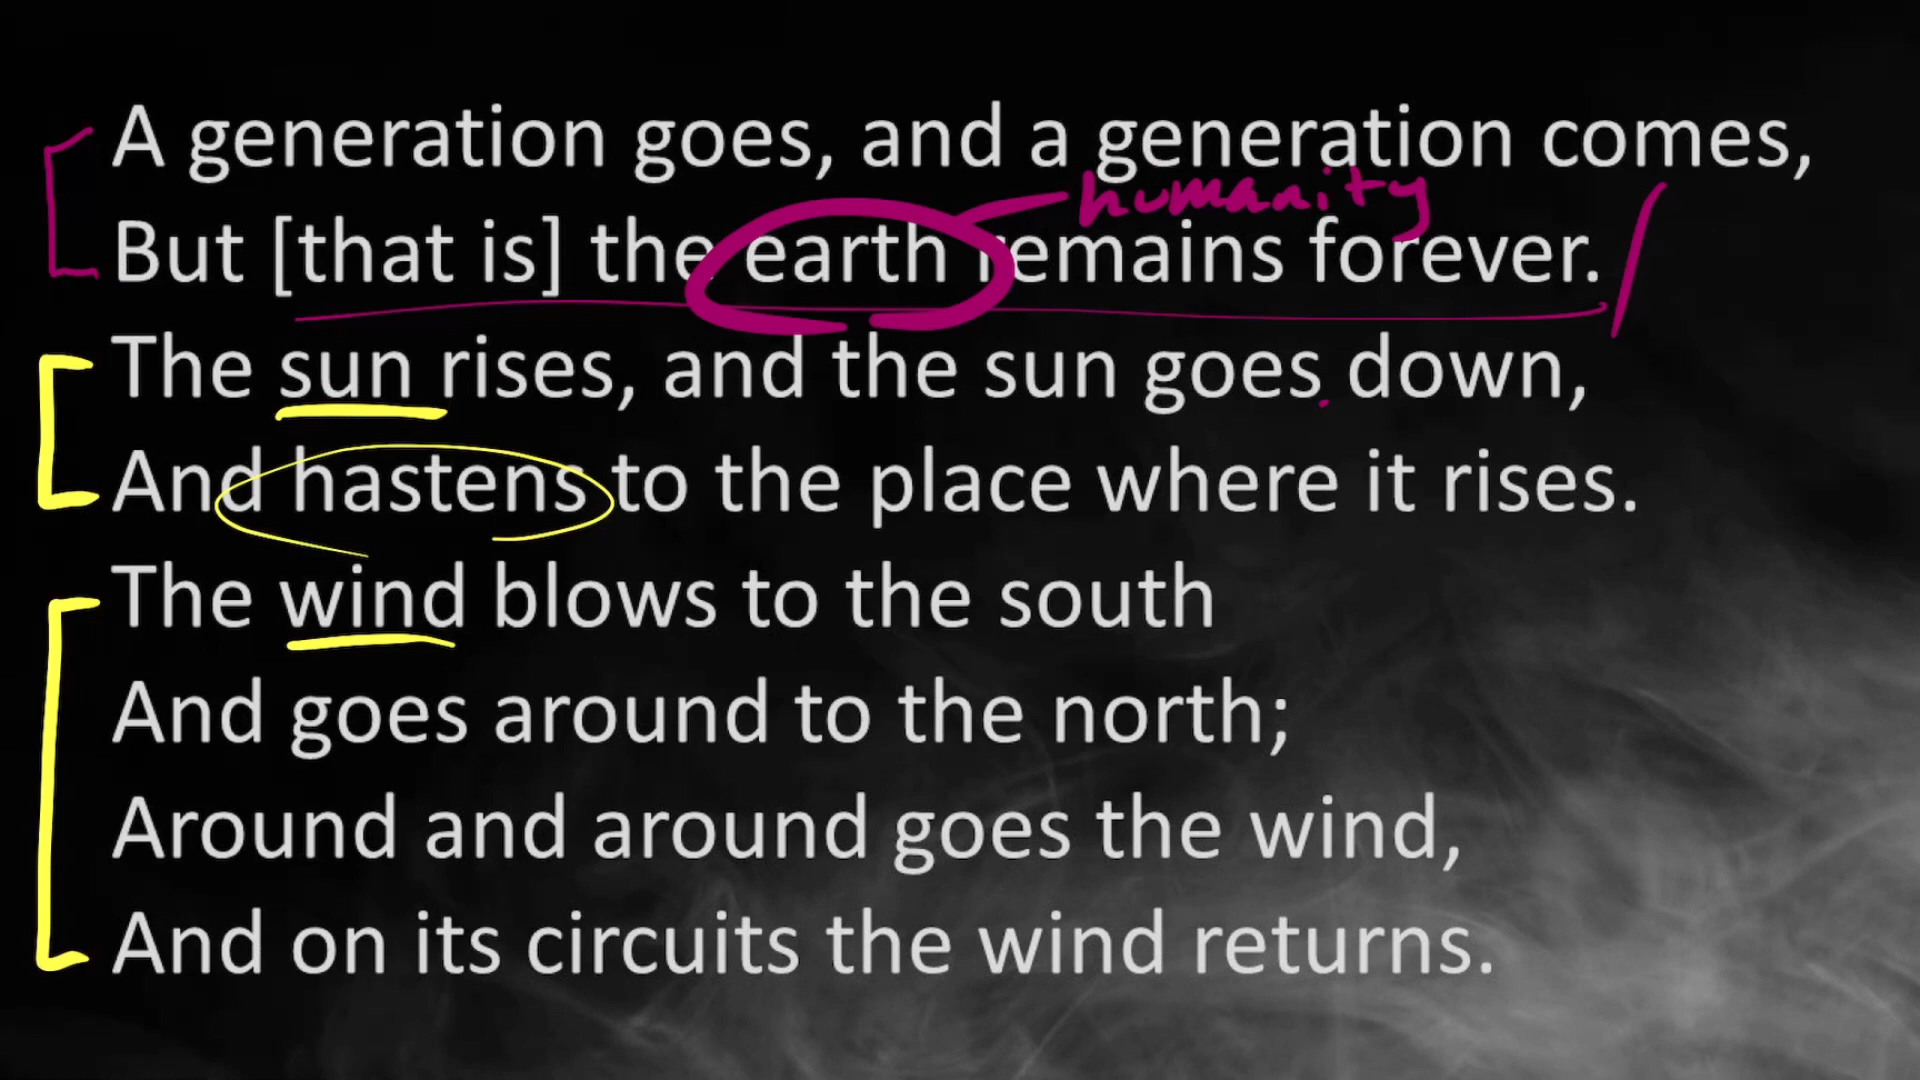 A generation goes, and a generation comes,
humanity
But [that is] the earth remains forever.
The sun rises, and the sun goes down,
And hastens to the place where it rises.
The wind blows to the south
And goes around to the north;
Around and around goes the wind,
And on its circuits the wind returns.